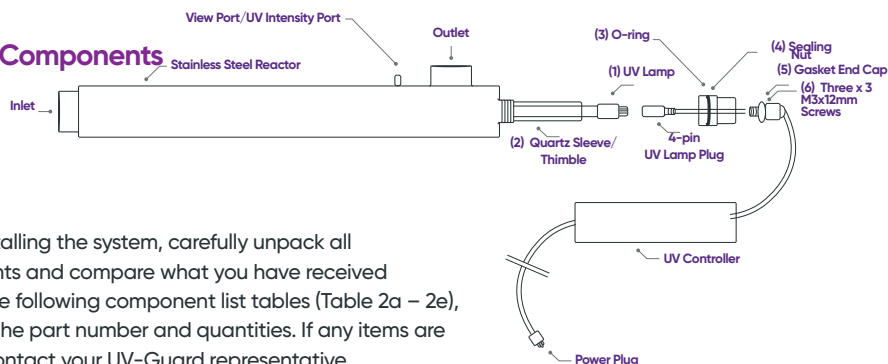 View Port/UV Intensity Port
Outlet
(3) O-ring
(4) Sealing
Nut
Components
Stainless Steel Reactor
(1) UV Lamp
(5) Gasket End Cap
(6) Three x 3
M3x12mm
Screws
Inlet
(2) Quartz Sleeve/
Thimble
4-pin
UV Lamp Plug
talling the system, carefully unpack all
nts and compare what you have received
e following component list tables (Table 2a – 2e),
he part number and quantities. If any items are
ontact your UV-Guard representative
UV Controller
Power Plug